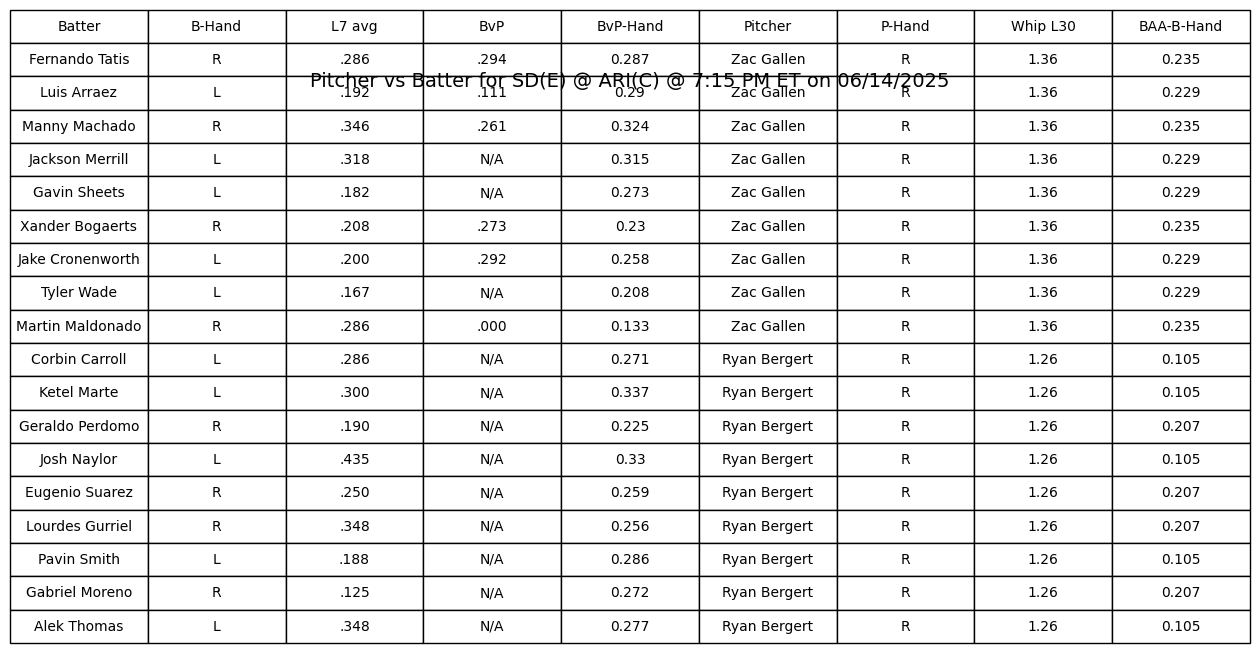 Batter B-Hand L7 avg BvP BvP-Hand Pitcher P-Hand Whip L30 BAA-B-Hand
Fernando Tatis R .286 .294 0.287 Zac Gallen R 1.36 0.235
Pitcher vs Batter for SD(E) @ ARI(C) @ 7:15 PM ET on 06/14/2025
Luis Arraez L .192 .111 0.29 Zac Gallen R 1.36 0.229
Manny Machado R .346 .261 0.324 Zac Gallen R 1.36 0.235
Jackson Merrill L .318 N/A 0.315 Zac Gallen R 1.36 0.229
Gavin Sheets L .182 N/A 0.273 Zac Gallen R 1.36 0.229
Xander Bogaerts R .208 .273 0.23 Zac Gallen R 1.36 0.235
Jake Cronenworth L .200 .292 0.258 Zac Gallen R 1.36 0.229
Tyler Wade L .167 N/A 0.208 Zac Gallen R 1.36 0.229
Martin Maldonado R .286 .000 0.133 Zac Gallen R 1.36 0.235
Corbin Carroll L .286 N/A 0.271 Ryan Bergert R 1.26 0.105
Ketel Marte L .300 N/A 0.337 Ryan Bergert R 1.26 0.105
Geraldo Perdomo R .190 N/A 0.225 Ryan Bergert R 1.26 0.207
Josh Naylor L .435 N/A 0.33 Ryan Bergert R 1.26 0.105
Eugenio Suarez R .250 N/A 0.259 Ryan Bergert R 1.26 0.207
Lourdes Gurriel R .348 N/A 0.256 Ryan Bergert R 1.26 0.207
Pavin Smith L .188 N/A 0.286 Ryan Bergert R 1.26 0.105
Gabriel Moreno R .125 N/A 0.272 Ryan Bergert R 1.26 0.207
Alek Thomas L .348 N/A 0.277 Ryan Bergert R 1.26 0.105